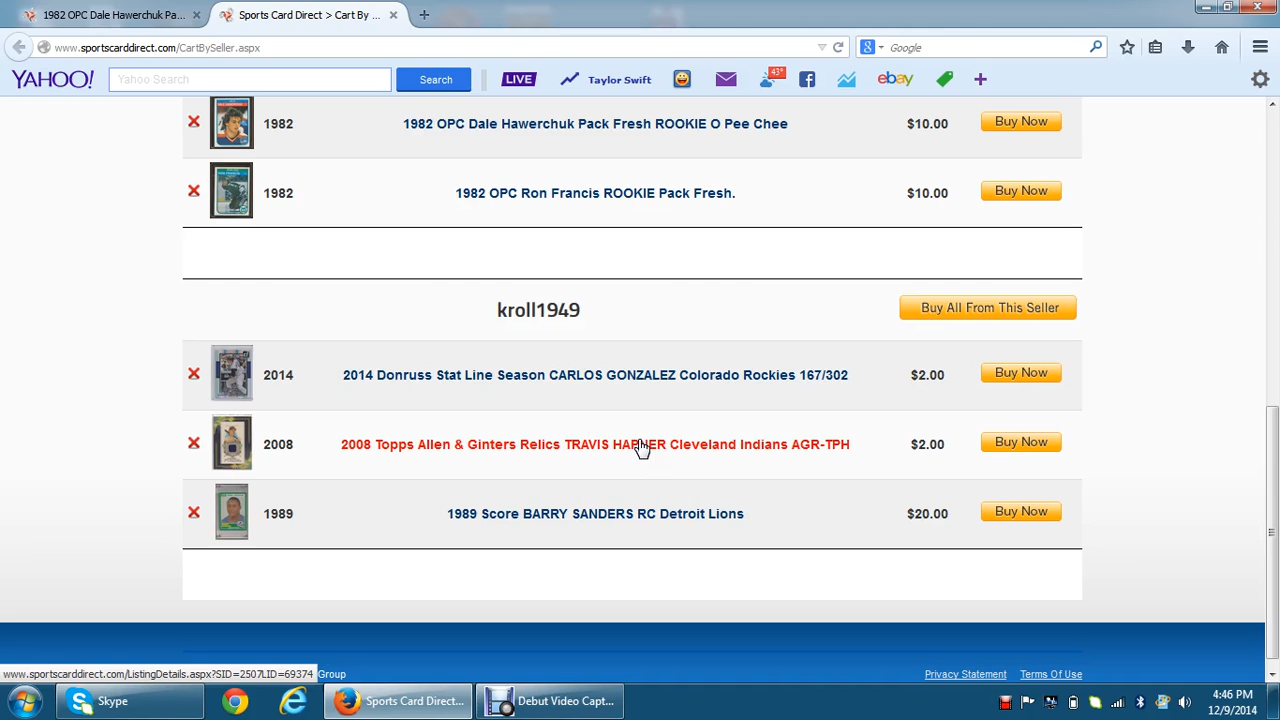 1982 OPC Dale Hawerchuk Pa...
Sports Card Direct > Cart By ...
www.sportscarddirect.com/CartBySeller.aspx
Google
YAHOO!
Yahoo Search
Search
LIVE
Taylor Swift
43°
ebay
1982
1982 OPC Dale Hawerchuk Pack Fresh ROOKIE O Pee Chee
$10.00
Buy Now
1982
1982 OPC Ron Francis ROOKIE Pack Fresh.
$10.00
Buy Now
kroll1949
Buy All From This Seller
2014
2014 Donruss Stat Line Season CARLOS GONZALEZ Colorado Rockies 167/302
$2.00
Buy Now
2008
2008 Topps Allen & Ginters Relics TRAVIS HAFNER Cleveland Indians AGR-TPH
$2.00
Buy Now
1989
1989 Score BARRY SANDERS RC Detroit Lions
$20.00
Buy Now
www.sportscarddirect.com/ListingDetails.aspx?SID=2507LID=69374
Group
Privacy Statement
Terms Of Use
Skype
Sports Card Direct...
Debut Video Capt...
4:46 PM
12/9/2014